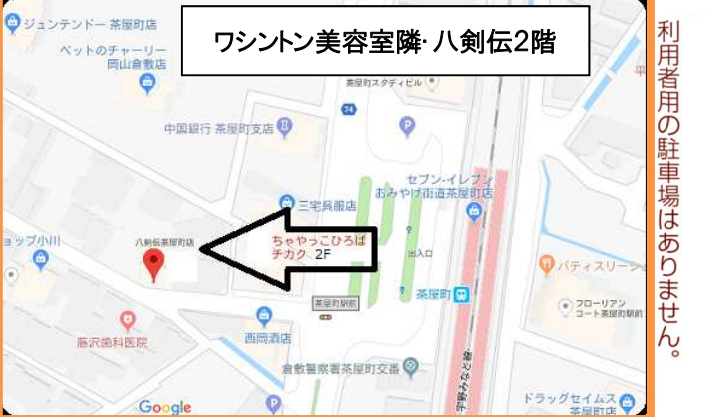 ワシントン美容室隣・八剣伝2階
利用者用の駐車場はありません。
ジュンテンドー 茶屋町店
ペットのチャーリー
岡山倉敷店
茶屋町スタディビル
74
中国銀行 茶屋町支店
セブン-イレブン
おみやげ街道茶屋町店
三宅呉服店
八剣伝茶屋町店
ちゃやっこひろば
チカク 2F
出入口
ョップ小川
パティスリーシ
茶屋町
茶屋町駅前
フローリアン
コート茶屋町駅前
藤沢歯科医院
西岡酒店
倉敷警察署茶屋町交番
宇野みなと線
ドラッグセイムス
茶屋町店
Google